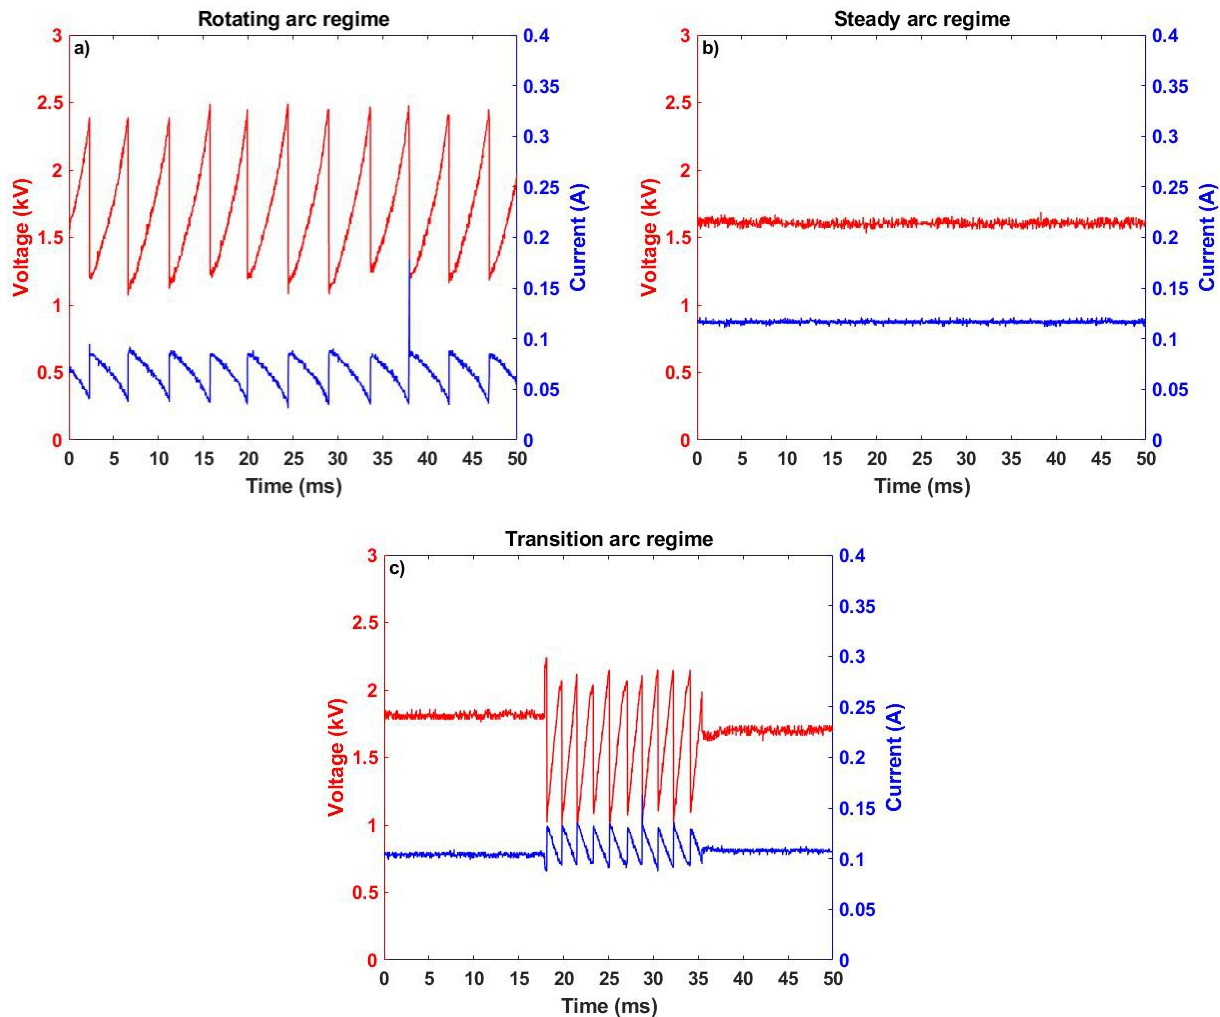 Rotating arc regime
a)
3
2.5
2
1.5
1
0.5
0
Voltage (kV)
0.4
0.35
0.3
0.25
0.2
0.15
0.1
0.05
0
Current (A)
0 5 10 15 20 25 30 35 40 45 50
Time (ms)
Steady arc regime
b)
3
2.5
2
1.5
1
0.5
0
Voltage (kV)
0.4
0.35
0.3
0.25
0.2
0.15
0.1
0.05
0
Current (A)
0 5 10 15 20 25 30 35 40 45 50
Time (ms)
Transition arc regime
c)
3
2.5
2
1.5
1
0.5
0
Voltage (kV)
0.4
0.35
0.3
0.25
0.2
0.15
0.1
0.05
0
Current (A)
0 5 10 15 20 25 30 35 40 45 50
Time (ms)